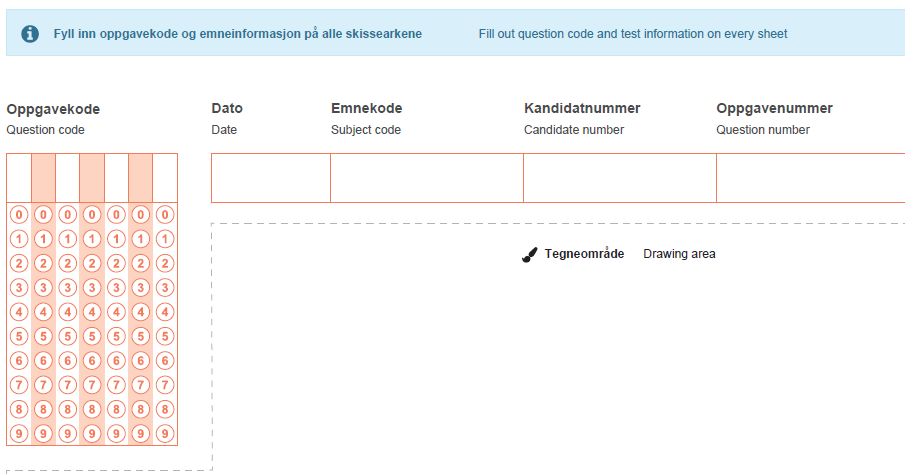 Fyll inn oppgavekode og emneinformasjon på alle skissearkene Fill out question code and test information on every sheet
Oppgavekode Dato Emnekode Kandidatnummer Oppgavenummer
Question code Date Subject code Candidate number Question number
0 0 0 0 0 0 0
1 1 1 1 1 1 1
Tegneområde Drawing area
2 2 2 2 2 2 2
3 3 3 3 3 3 3
4 4 4 4 4 4 4
5 5 5 5 5 5 5
6 6 6 6 6 6 6
7 7 7 7 7 7 7
8 8 8 8 8 8 8
9 9 9 9 9 9 9